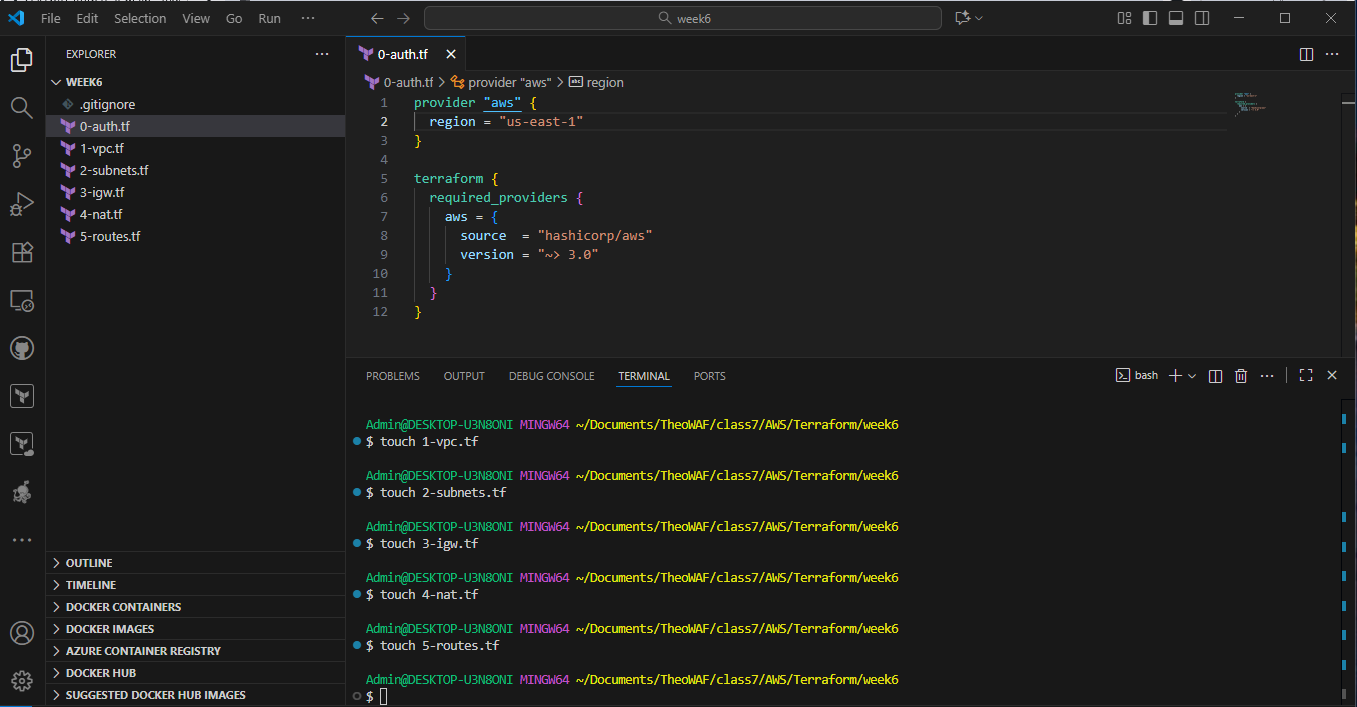 File Edit Selection View Go Run ···
week6
EXPLORER
WEEK6
.gitignore
0-auth.tf
1-vpc.tf
2-subnets.tf
3-igw.tf
4-nat.tf
5-routes.tf
OUTLINE
TIMELINE
DOCKER CONTAINERS
DOCKER IMAGES
AZURE CONTAINER REGISTRY
DOCKER HUB
SUGGESTED DOCKER HUB IMAGES
0-auth.tf
0-auth.tf > provider "aws" > abc region
1 provider "aws" {
2   region = "us-east-1"
3 }
4
5 terraform {
6   required_providers {
7     aws = {
8       source  = "hashicorp/aws"
9       version = "~> 3.0"
10     }
11   }
12 }
PROBLEMS OUTPUT DEBUG CONSOLE TERMINAL PORTS
bash
Admin@DESKTOP-U3N8ONI MINGW64 ~/Documents/TheoWAF/class7/AWS/Terraform/week6
$ touch 1-vpc.tf
Admin@DESKTOP-U3N8ONI MINGW64 ~/Documents/TheoWAF/class7/AWS/Terraform/week6
$ touch 2-subnets.tf
Admin@DESKTOP-U3N8ONI MINGW64 ~/Documents/TheoWAF/class7/AWS/Terraform/week6
$ touch 3-igw.tf
Admin@DESKTOP-U3N8ONI MINGW64 ~/Documents/TheoWAF/class7/AWS/Terraform/week6
$ touch 4-nat.tf
Admin@DESKTOP-U3N8ONI MINGW64 ~/Documents/TheoWAF/class7/AWS/Terraform/week6
$ touch 5-routes.tf
Admin@DESKTOP-U3N8ONI MINGW64 ~/Documents/TheoWAF/class7/AWS/Terraform/week6
$